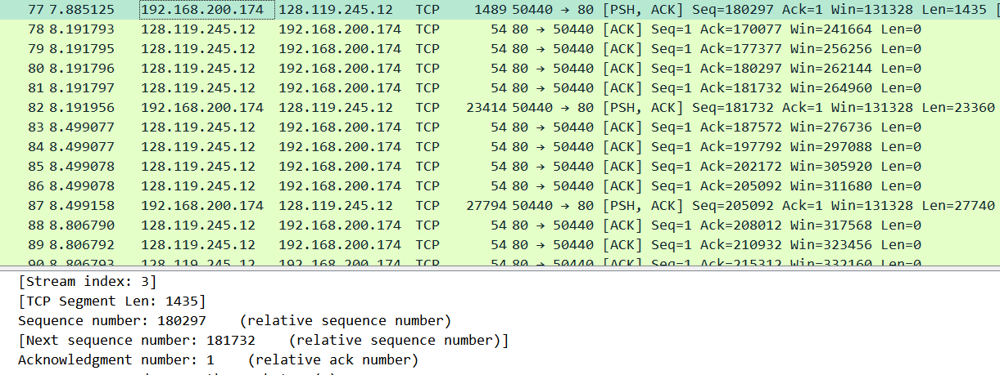 77 7.885125 192.168.200.174 128.119.245.12 TCP 1489 50440 → 80 [PSH, ACK] Seq=180297 Ack=1 Win=131328 Len=1435 [
78 8.191793 128.119.245.12 192.168.200.174 TCP 54 80 → 50440 [ACK] Seq=1 Ack=170077 Win=241664 Len=0
79 8.191795 128.119.245.12 192.168.200.174 TCP 54 80 → 50440 [ACK] Seq=1 Ack=177377 Win=256256 Len=0
80 8.191796 128.119.245.12 192.168.200.174 TCP 54 80 → 50440 [ACK] Seq=1 Ack=180297 Win=262144 Len=0
81 8.191797 128.119.245.12 192.168.200.174 TCP 54 80 → 50440 [ACK] Seq=1 Ack=181732 Win=264960 Len=0
82 8.191956 192.168.200.174 128.119.245.12 TCP 23414 50440 → 80 [PSH, ACK] Seq=181732 Ack=1 Win=131328 Len=23360
83 8.499077 128.119.245.12 192.168.200.174 TCP 54 80 → 50440 [ACK] Seq=1 Ack=187572 Win=276736 Len=0
84 8.499077 128.119.245.12 192.168.200.174 TCP 54 80 → 50440 [ACK] Seq=1 Ack=197792 Win=297088 Len=0
85 8.499078 128.119.245.12 192.168.200.174 TCP 54 80 → 50440 [ACK] Seq=1 Ack=202172 Win=305920 Len=0
86 8.499078 128.119.245.12 192.168.200.174 TCP 54 80 → 50440 [ACK] Seq=1 Ack=205092 Win=311680 Len=0
87 8.499158 192.168.200.174 128.119.245.12 TCP 27794 50440 → 80 [PSH, ACK] Seq=205092 Ack=1 Win=131328 Len=27740
88 8.806790 128.119.245.12 192.168.200.174 TCP 54 80 → 50440 [ACK] Seq=1 Ack=208012 Win=317568 Len=0
89 8.806792 128.119.245.12 192.168.200.174 TCP 54 80 → 50440 [ACK] Seq=1 Ack=210932 Win=323456 Len=0
90 8.806793 128.119.245.12 192.168.200.174 TCP 54 80 → 50440 [ACK] Seq=1 Ack=215312 Win=332160 Len=0
[Stream index: 3]
[TCP Segment Len: 1435]
Sequence number: 180297 (relative sequence number)
[Next sequence number: 181732 (relative sequence number)]
Acknowledgment number: 1 (relative ack number)